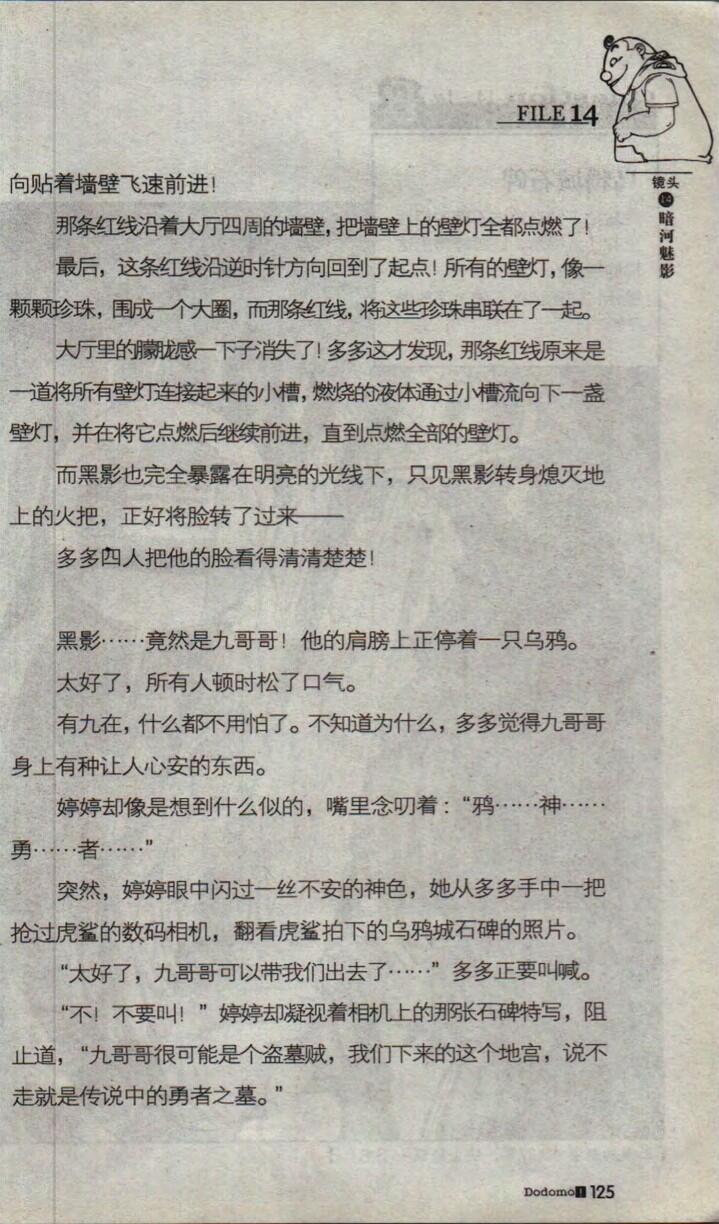 FILE 14
镜头
14
暗河魅影
向贴着墙壁飞速前进！
那条红线沿着大厅四周的墙壁，把墙壁上的壁灯全都点燃了！
最后，这条红线沿逆时针方向回到了起点！所有的壁灯，像一
颗颗珍珠，围成一个大圈，而那条红线，将这些珍珠串联在了一起。
大厅里的朦胧感一下子消失了！多多这才发现，那条红线原来是
一道将所有壁灯连接起来的小槽，燃烧的液体通过小槽流向下一盏
壁灯，并在将它点燃后继续前进，直到点燃全部的壁灯。
而黑影也完全暴露在明亮的光线下，只见黑影转身熄灭地
上的火把，正好将脸转了过来——
多多四人把他的脸看得清清楚楚！
黑影……竟然是九哥哥！他的肩膀上正停着一只乌鸦。
太好了，所有人顿时松了口气。
有九在，什么都不用怕了。不知道为什么，多多觉得九哥哥
身上有种让人心安的东西。
婷婷却像是想到什么似的，嘴里念叨着：“鸦……神……
勇……者……”
突然，婷婷眼中闪过一丝不安的神色，她从多多手中一把
抢过虎鲨的数码相机，翻看虎鲨拍下的乌鸦城石碑的照片。
“太好了，九哥哥可以带我们出去了……”多多正要叫喊。
“不！不要叫！”婷婷却凝视着相机上的那张石碑特写，阻
止道，“九哥哥很可能是个盗墓贼，我们下来的这个地宫，说不
走就是传说中的勇者之墓。”
Dodomo 1 125